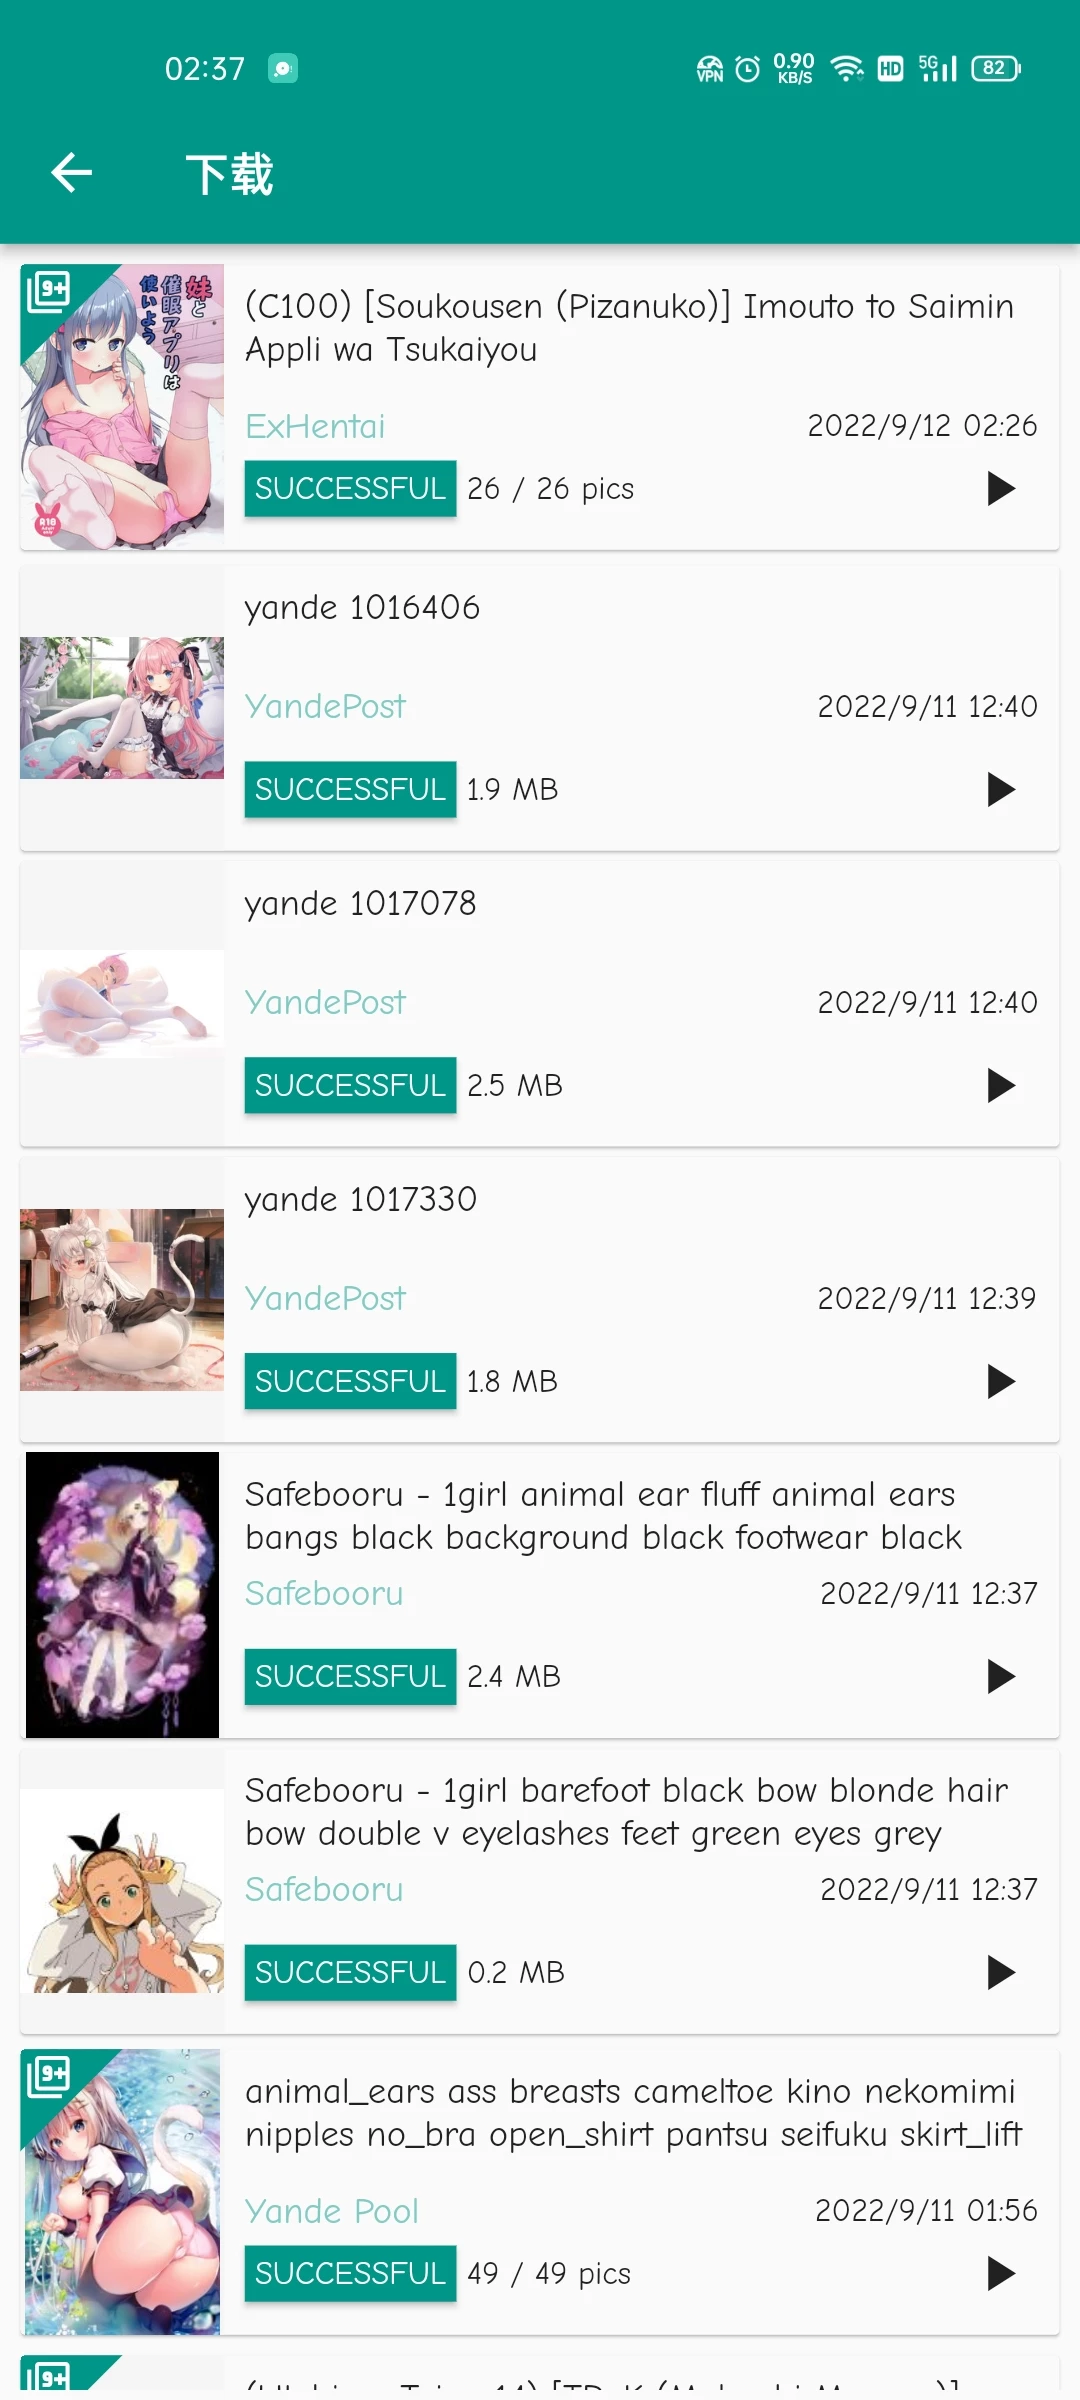 02:37
VPN 0.90 KB/S HD 5G 82
下载
9+
妹と
催眠アプリは
使いよう
R18
(C100) [Soukousen (Pizanuko)] Imouto to Saimin
Appli wa Tsukaiyou
ExHentai 2022/9/12 02:26
SUCCESSFUL 26 / 26 pics
yande 1016406
YandePost 2022/9/11 12:40
SUCCESSFUL 1.9 MB
yande 1017078
YandePost 2022/9/11 12:40
SUCCESSFUL 2.5 MB
yande 1017330
YandePost 2022/9/11 12:39
SUCCESSFUL 1.8 MB
Safebooru - 1girl animal ear fluff animal ears
bangs black background black footwear black
Safebooru 2022/9/11 12:37
SUCCESSFUL 2.4 MB
Safebooru - 1girl barefoot black bow blonde hair
bow double v eyelashes feet green eyes grey
Safebooru 2022/9/11 12:37
SUCCESSFUL 0.2 MB
9+
animal_ears ass breasts cameltoe kino nekomimi
nipples no_bra open_shirt pantsu seifuku skirt_lift
Yande Pool 2022/9/11 01:56
SUCCESSFUL 49 / 49 pics
9+